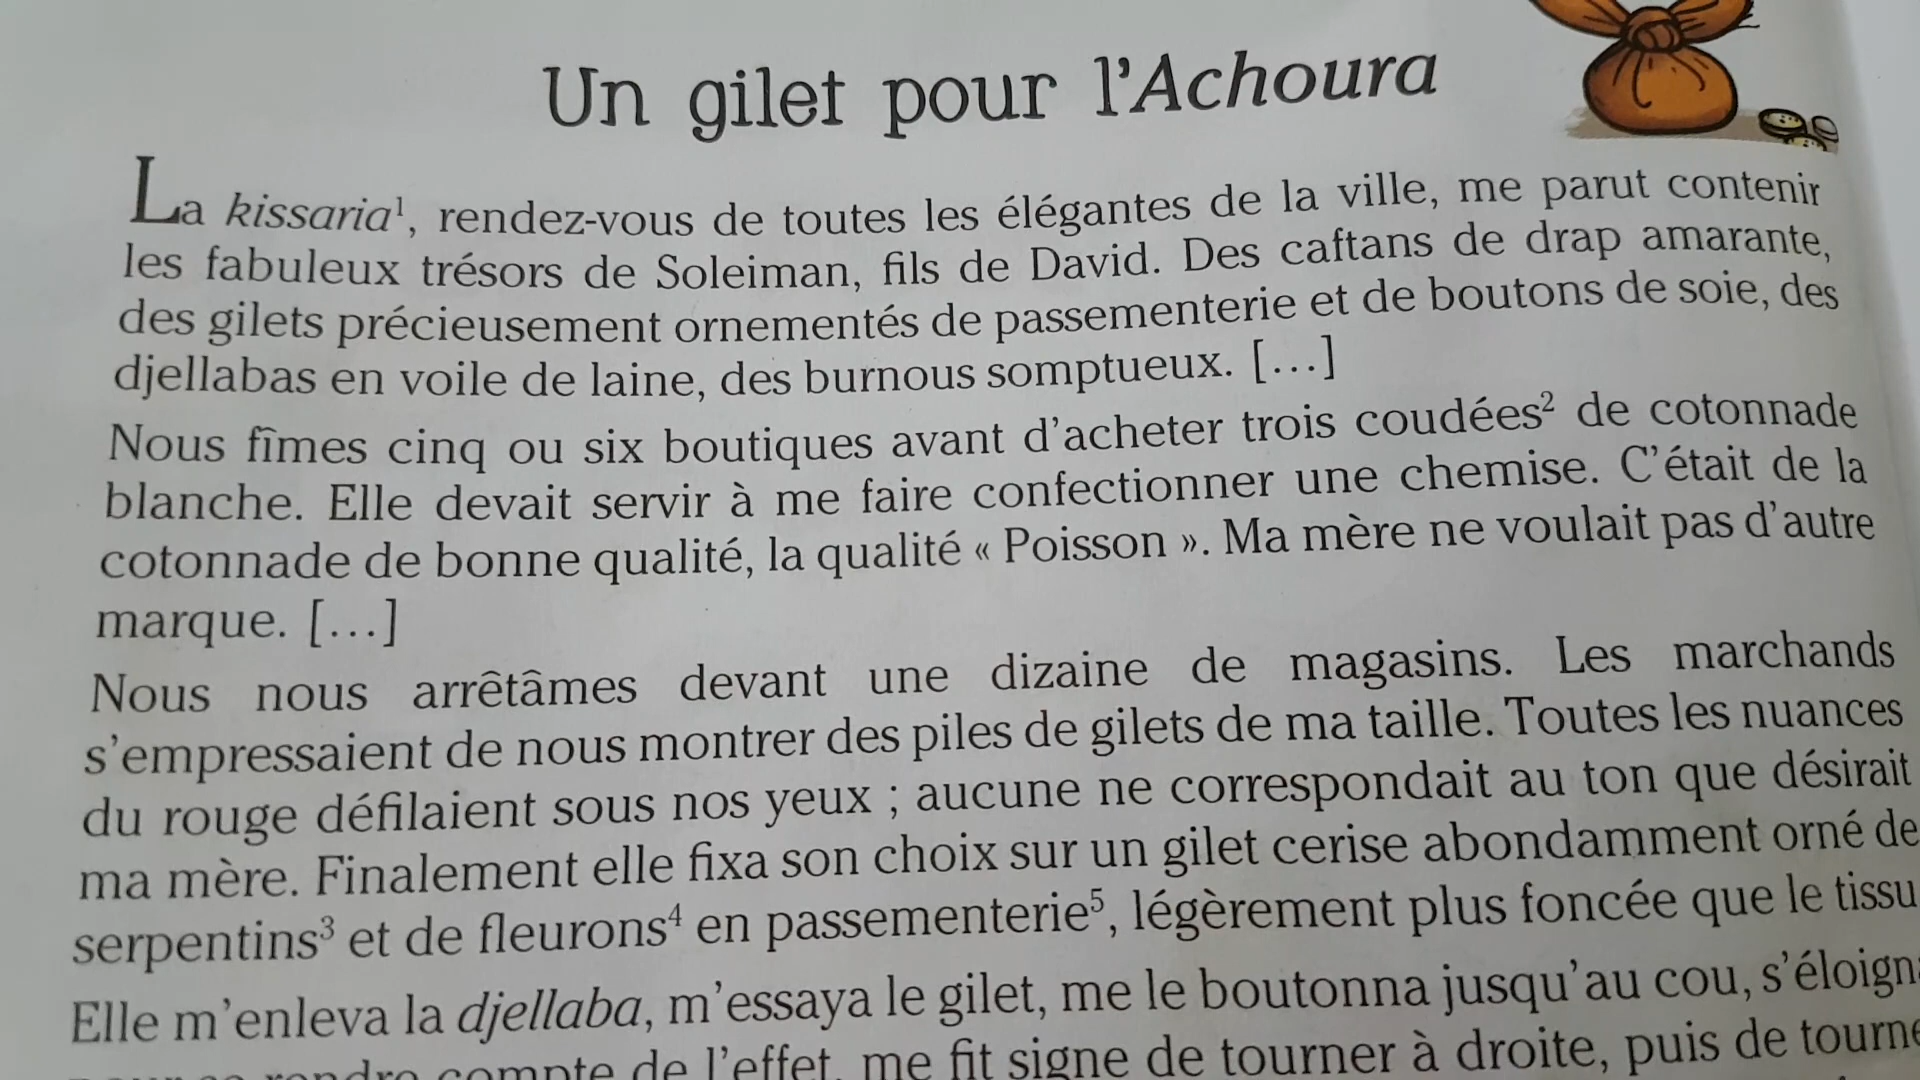 Un gilet pour l'Achoura
La kissaria¹, rendez-vous de toutes les élégantes de la ville, me parut contenir
les fabuleux trésors de Soleiman, fils de David. Des caftans de drap amarante,
des gilets précieusement ornementés de passementerie et de boutons de soie, des
djellabas en voile de laine, des burnous somptueux. [...]
Nous fîmes cinq ou six boutiques avant d'acheter trois coudées² de cotonnade
blanche. Elle devait servir à me faire confectionner une chemise. C'était de la
cotonnade de bonne qualité, la qualité « Poisson ». Ma mère ne voulait pas d'autre
marque. [...]
Nous nous arrêtâmes devant une dizaine de magasins. Les marchands
s'empressaient de nous montrer des piles de gilets de ma taille. Toutes les nuances
du rouge défilaient sous nos yeux ; aucune ne correspondait au ton que désirait
ma mère. Finalement elle fixa son choix sur un gilet cerise abondamment orné de
serpentins³ et de fleurons⁴ en passementerie⁵, légèrement plus foncée que le tissu
Elle m'enleva la djellaba, m'essaya le gilet, me le boutonna jusqu'au cou, s'éloign
rendre compte de l'effet, me fit signe de tourner à droite, puis de tourne